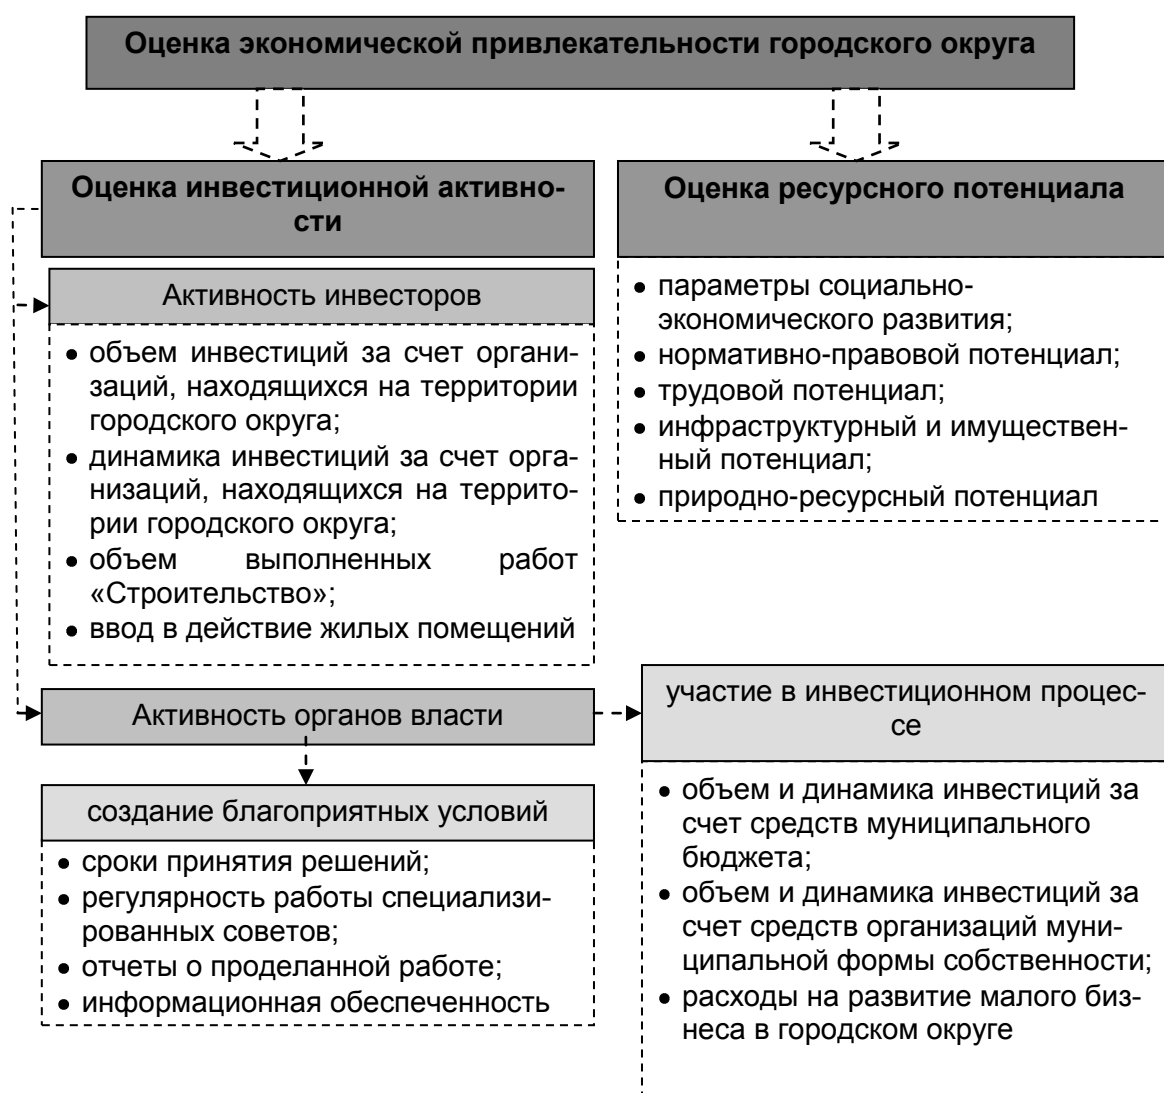 Оценка экономической привлекательности городского округа
Оценка инвестиционной активно-
сти
Активность инвесторов
• объем инвестиций за счет органи-
заций, находящихся на территории
городского округа;
• динамика инвестиций за счет орга-
низаций, находящихся на террито-
рии городского округа;
• объем выполненных работ
«Строительство»;
• ввод в действие жилых помещений
Оценка ресурсного потенциала
• параметры социально-
экономического развития;
• нормативно-правовой потенциал;
• трудовой потенциал;
• инфраструктурный и имуществен-
ный потенциал;
• природно-ресурсный потенциал
Активность органов власти
создание благоприятных условий
• сроки принятия решений;
• регулярность работы специализи-
рованных советов;
• отчеты о проделанной работе;
• информационная обеспеченность
участие в инвестиционном процес-
се
• объем и динамика инвестиций за
счет средств муниципального
бюджета;
• объем и динамика инвестиций за
счет средств организаций муни-
ципальной формы собственности;
• расходы на развитие малого биз-
неса в городском округе